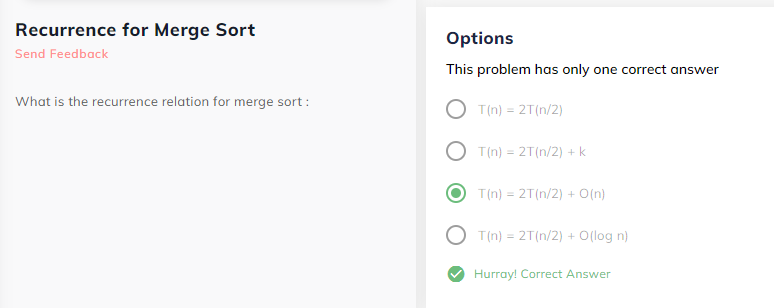 Recurrence for Merge Sort
Send Feedback
What is the recurrence relation for merge sort :
Options
This problem has only one correct answer
T(n) = 2T(n/2)
T(n) = 2T(n/2) + k
T(n) = 2T(n/2) + O(n)
T(n) = 2T(n/2) + O(log n)
Hurray! Correct Answer